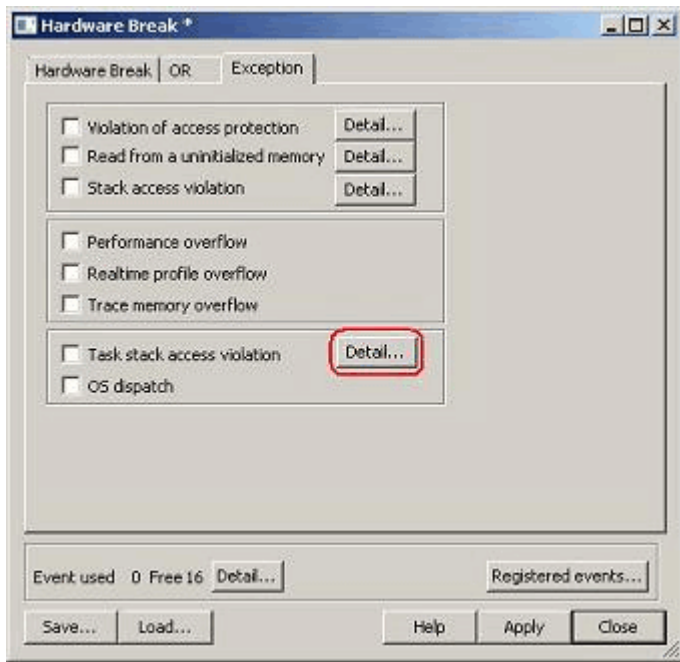 Hardware Break *
Hardware Break OR Exception
Violation of access protection Detail...
Read from a uninitialized memory Detail...
Stack access violation Detail...
Performance overflow
Realtime profile overflow
Trace memory overflow
Task stack access violation Detail...
OS dispatch
Event used 0 Free 16 Detail... Registered events...
Save... Load... Help Apply Close